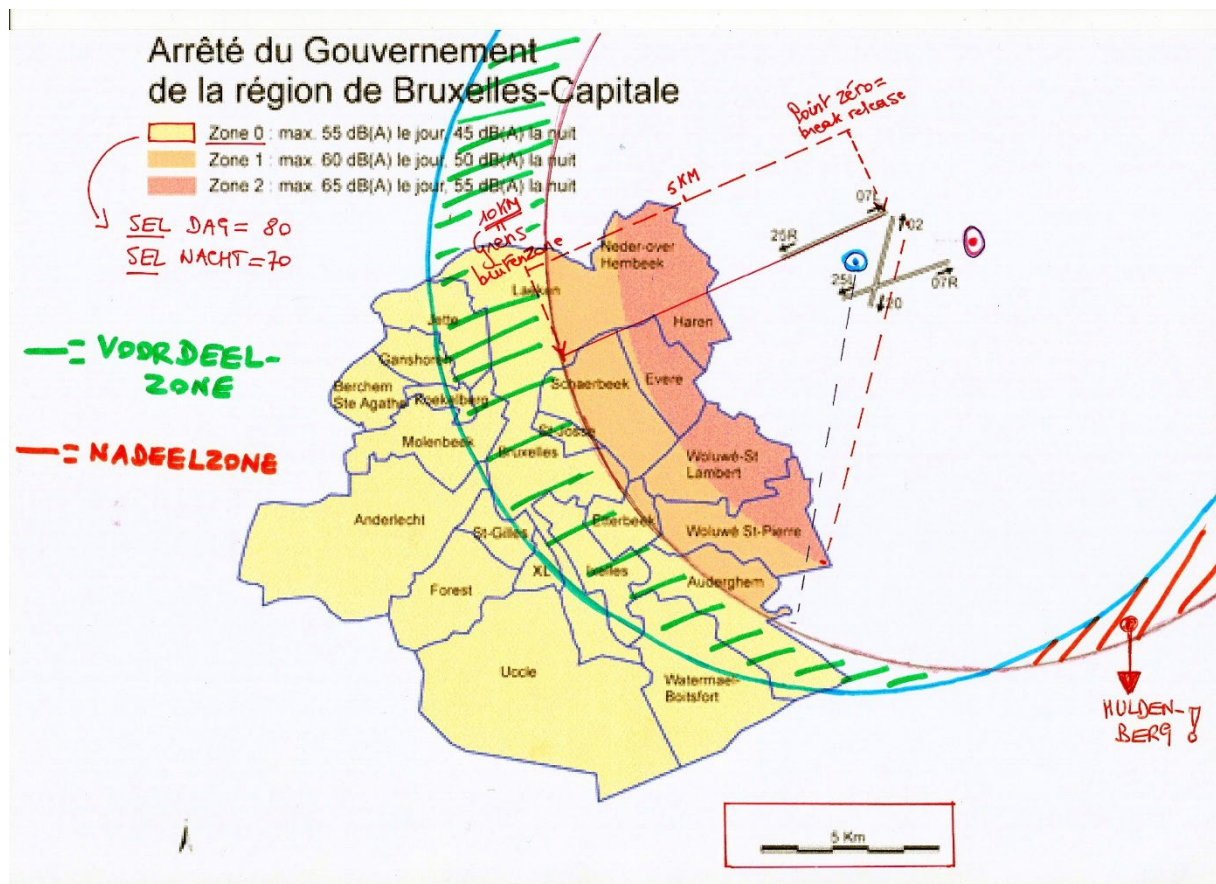 Arrêté du Gouvernement
de la région de Bruxelles-Capitale
Zone 0 : max. 55 dB(A) le jour, 45 dB(A) la nuit
Zone 1 : max. 60 dB(A) le jour, 50 dB(A) la nuit
Zone 2 : max. 65 dB(A) le jour, 55 dB(A) la nuit
SEL DAG = 80
SEL NACHT = 70
Point zéro =
break release
5 KM
10 KM
=
Grens
buitenzone
07L
02
25R
25L
20
07R
Neder-over
Hembeek
Laeken
Haren
Jette
Ganshoren
Berchem
Ste Agathe
Koekelberg
Schaerbeek
Evere
Molenbeek
St-Josse
Bruxelles
Woluwé-St
Lambert
Anderlecht
St-Gilles
Etterbeek
Woluwé St-Pierre
Forest
XL
Ixelles
Auderghem
Uccle
Watermael-
Boitsfort
= VOORDEEL-
ZONE
= NADEELZONE
HULDEN-
BERG !
5 Km